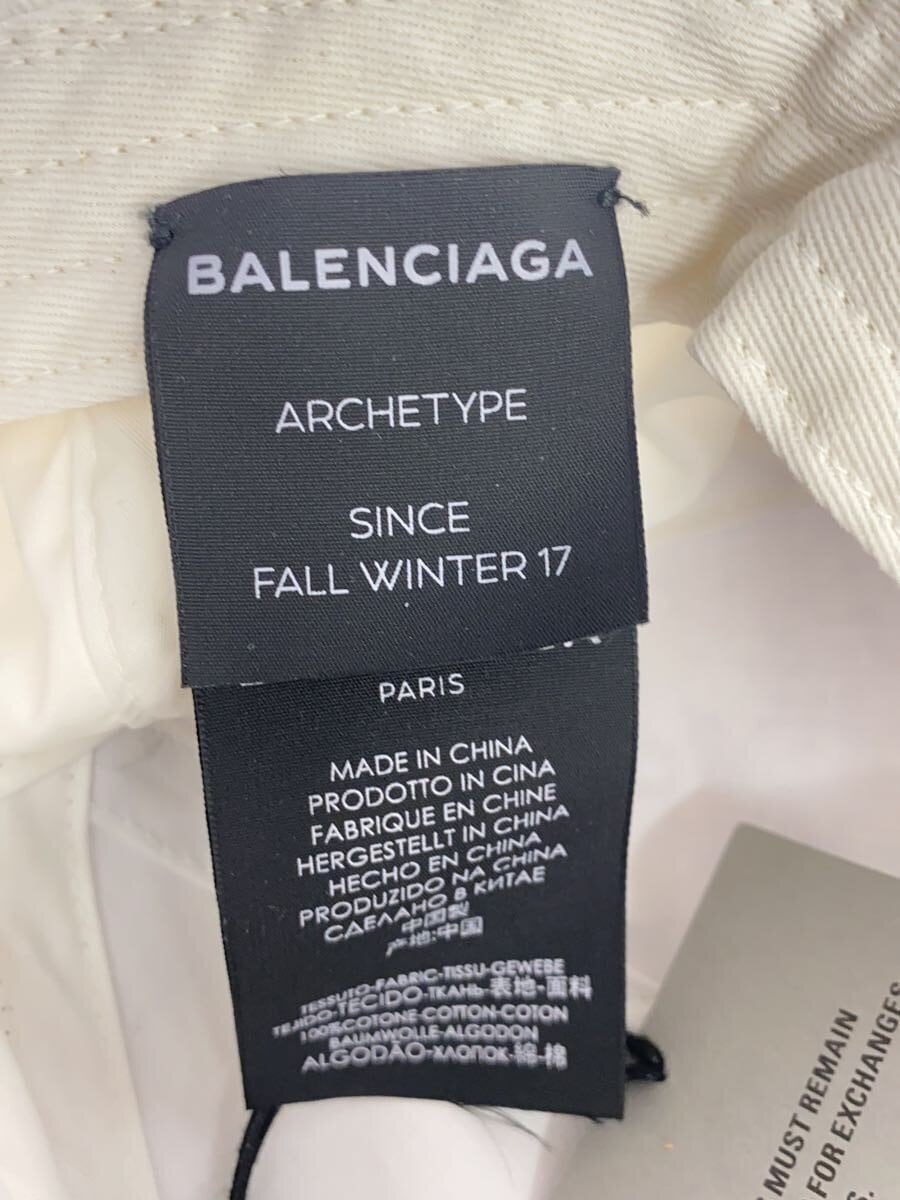 BALENCIAGA
ARCHETYPE
SINCE
FALL WINTER 17
PARIS
MADE IN CHINA
PRODOTTO IN CINA
FABRIQUE EN CHINE
HERGESTELLT IN CHINA
HECHO EN CHINA
PRODUZIDO NA CHINA
СДЕЛАНО В КИТАЕ
中国製
产地:中国
TESSUTO-FABRIC-TISSU-GEWEBE
TEJIDO-TECIDO-ТКАНЬ-表地-面料
100%COTONE-COTTON-COTON
BAUMWOLLE-ALGODON
ALGODÃO-ХЛОПОК-綿-棉
MUST REMAIN
FOR EXCHANGES